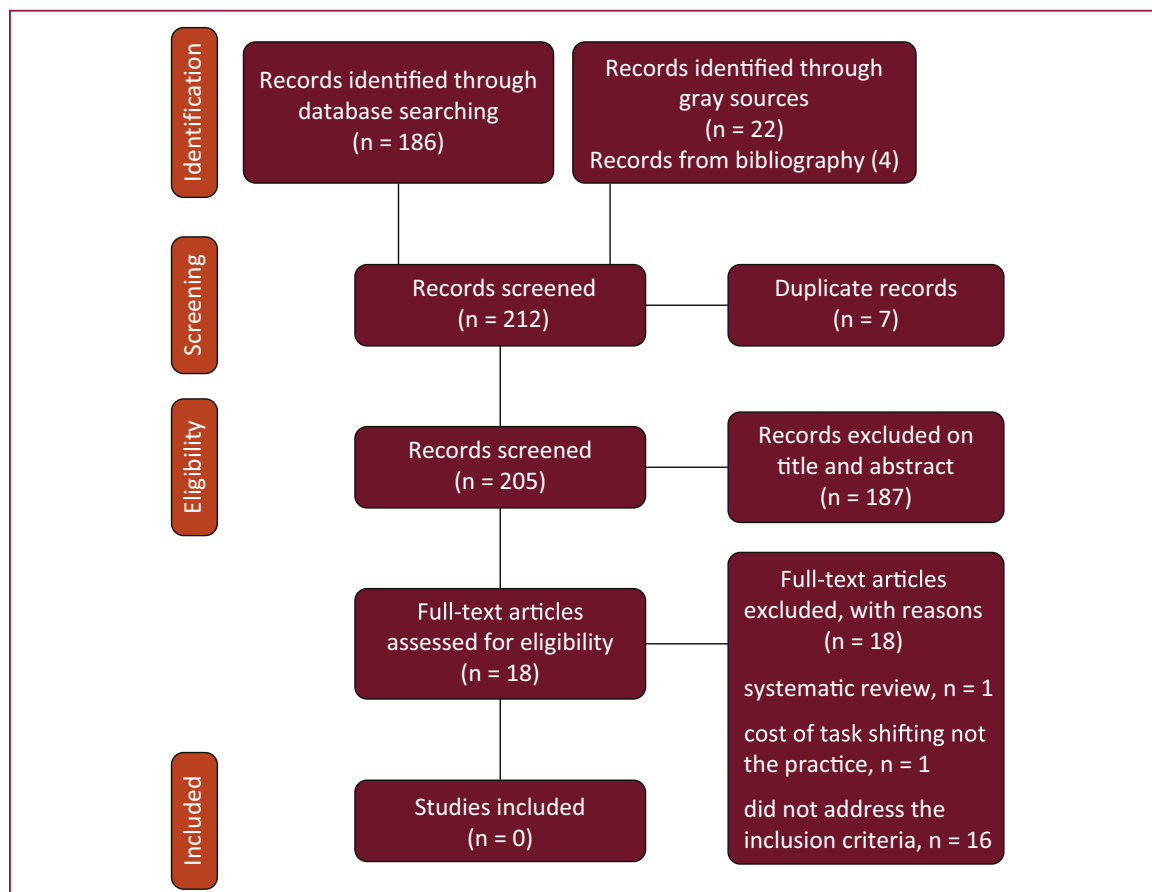 Identification
Records identified through
database searching
(n = 186)
Records identified through
gray sources
(n = 22)
Records from bibliography (4)
Screening
Records screened
(n = 212)
Duplicate records
(n = 7)
Eligibility
Records screened
(n = 205)
Records excluded on
title and abstract
(n = 187)
Full-text articles
assessed for eligibility
(n = 18)
Full-text articles
excluded, with reasons
(n = 18)
systematic review, n = 1
cost of task shifting not
the practice, n = 1
did not address the
inclusion criteria, n = 16
Included
Studies included
(n = 0)